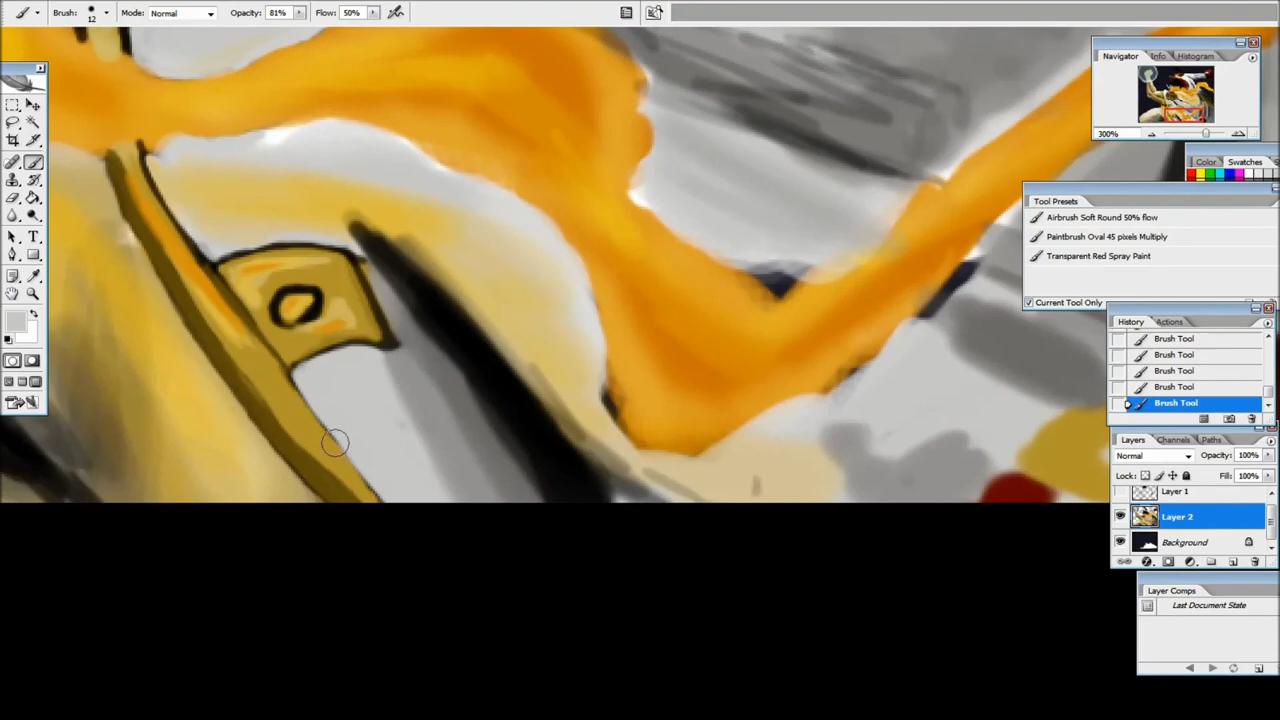 Brush: 12 Mode: Normal Opacity: 81% Flow: 50%
Navigator Info Histogram
300%
Color Swatches
Tool Presets
Airbrush Soft Round 50% flow
Paintbrush Oval 45 pixels Multiply
Transparent Red Spray Paint
Current Tool Only
History Actions
Brush Tool
Brush Tool
Brush Tool
Brush Tool
Brush Tool
Layers Channels Paths
Normal Opacity: 100%
Lock: Fill: 100%
Layer 1
Layer 2
Background
Layer Comps
Last Document State
T